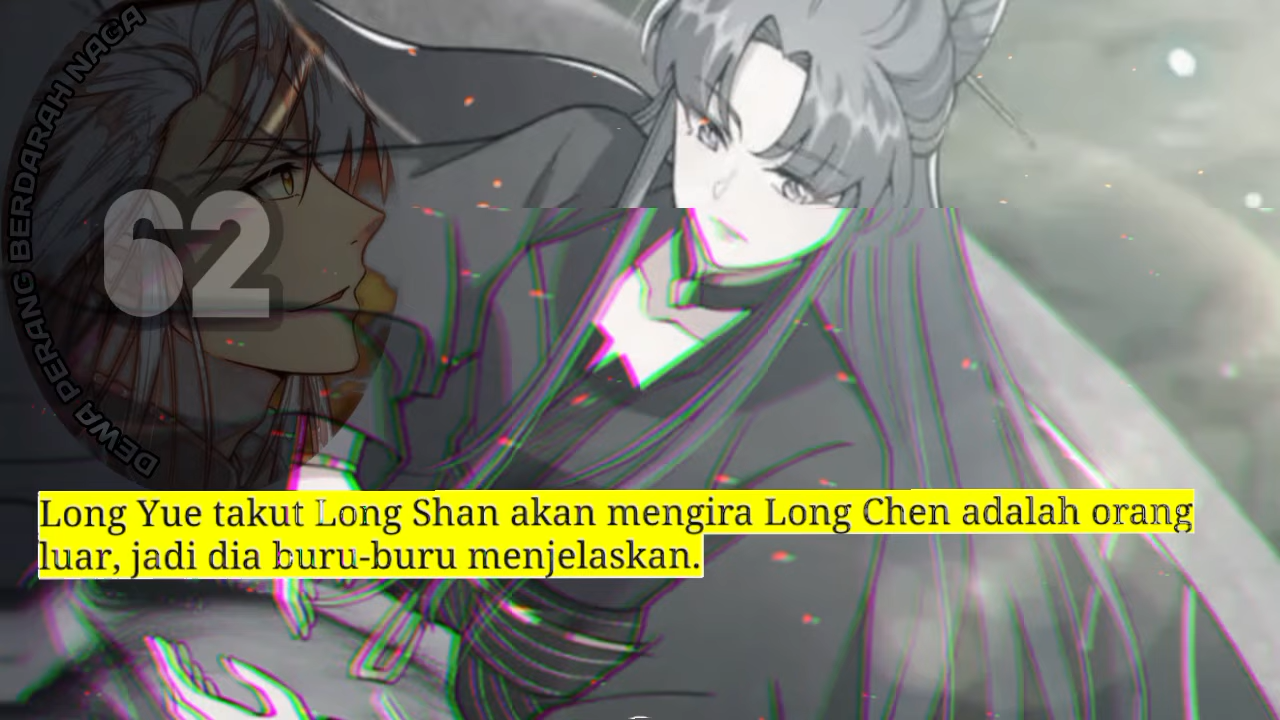 DEWA PERANG BERDARAH NAGA
62
Long Yue takut Long Shan akan mengira Long Chen adalah orang
luar, jadi dia buru-buru menjelaskan.